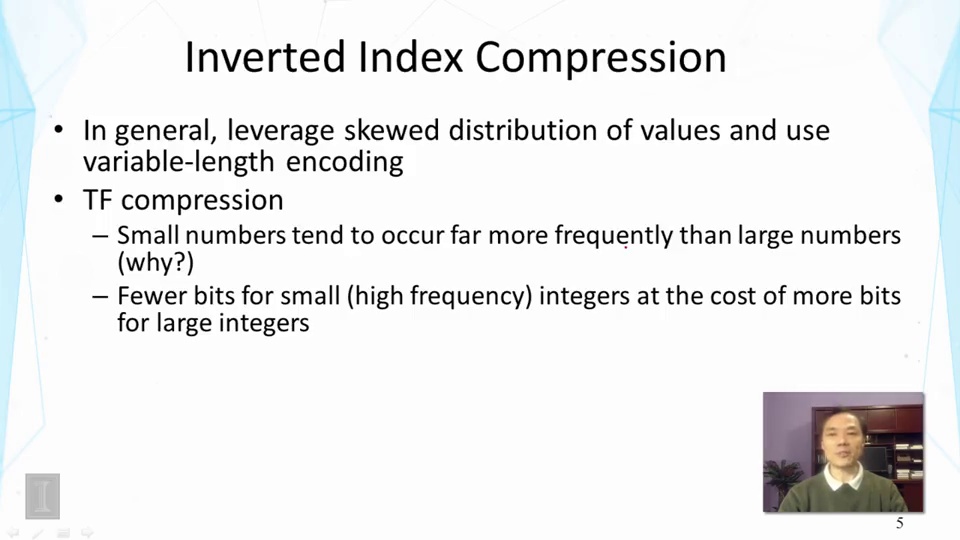 Inverted Index Compression
• In general, leverage skewed distribution of values and use
variable-length encoding
• TF compression
– Small numbers tend to occur far more frequently than large numbers
(why?)
– Fewer bits for small (high frequency) integers at the cost of more bits
for large integers
I
5